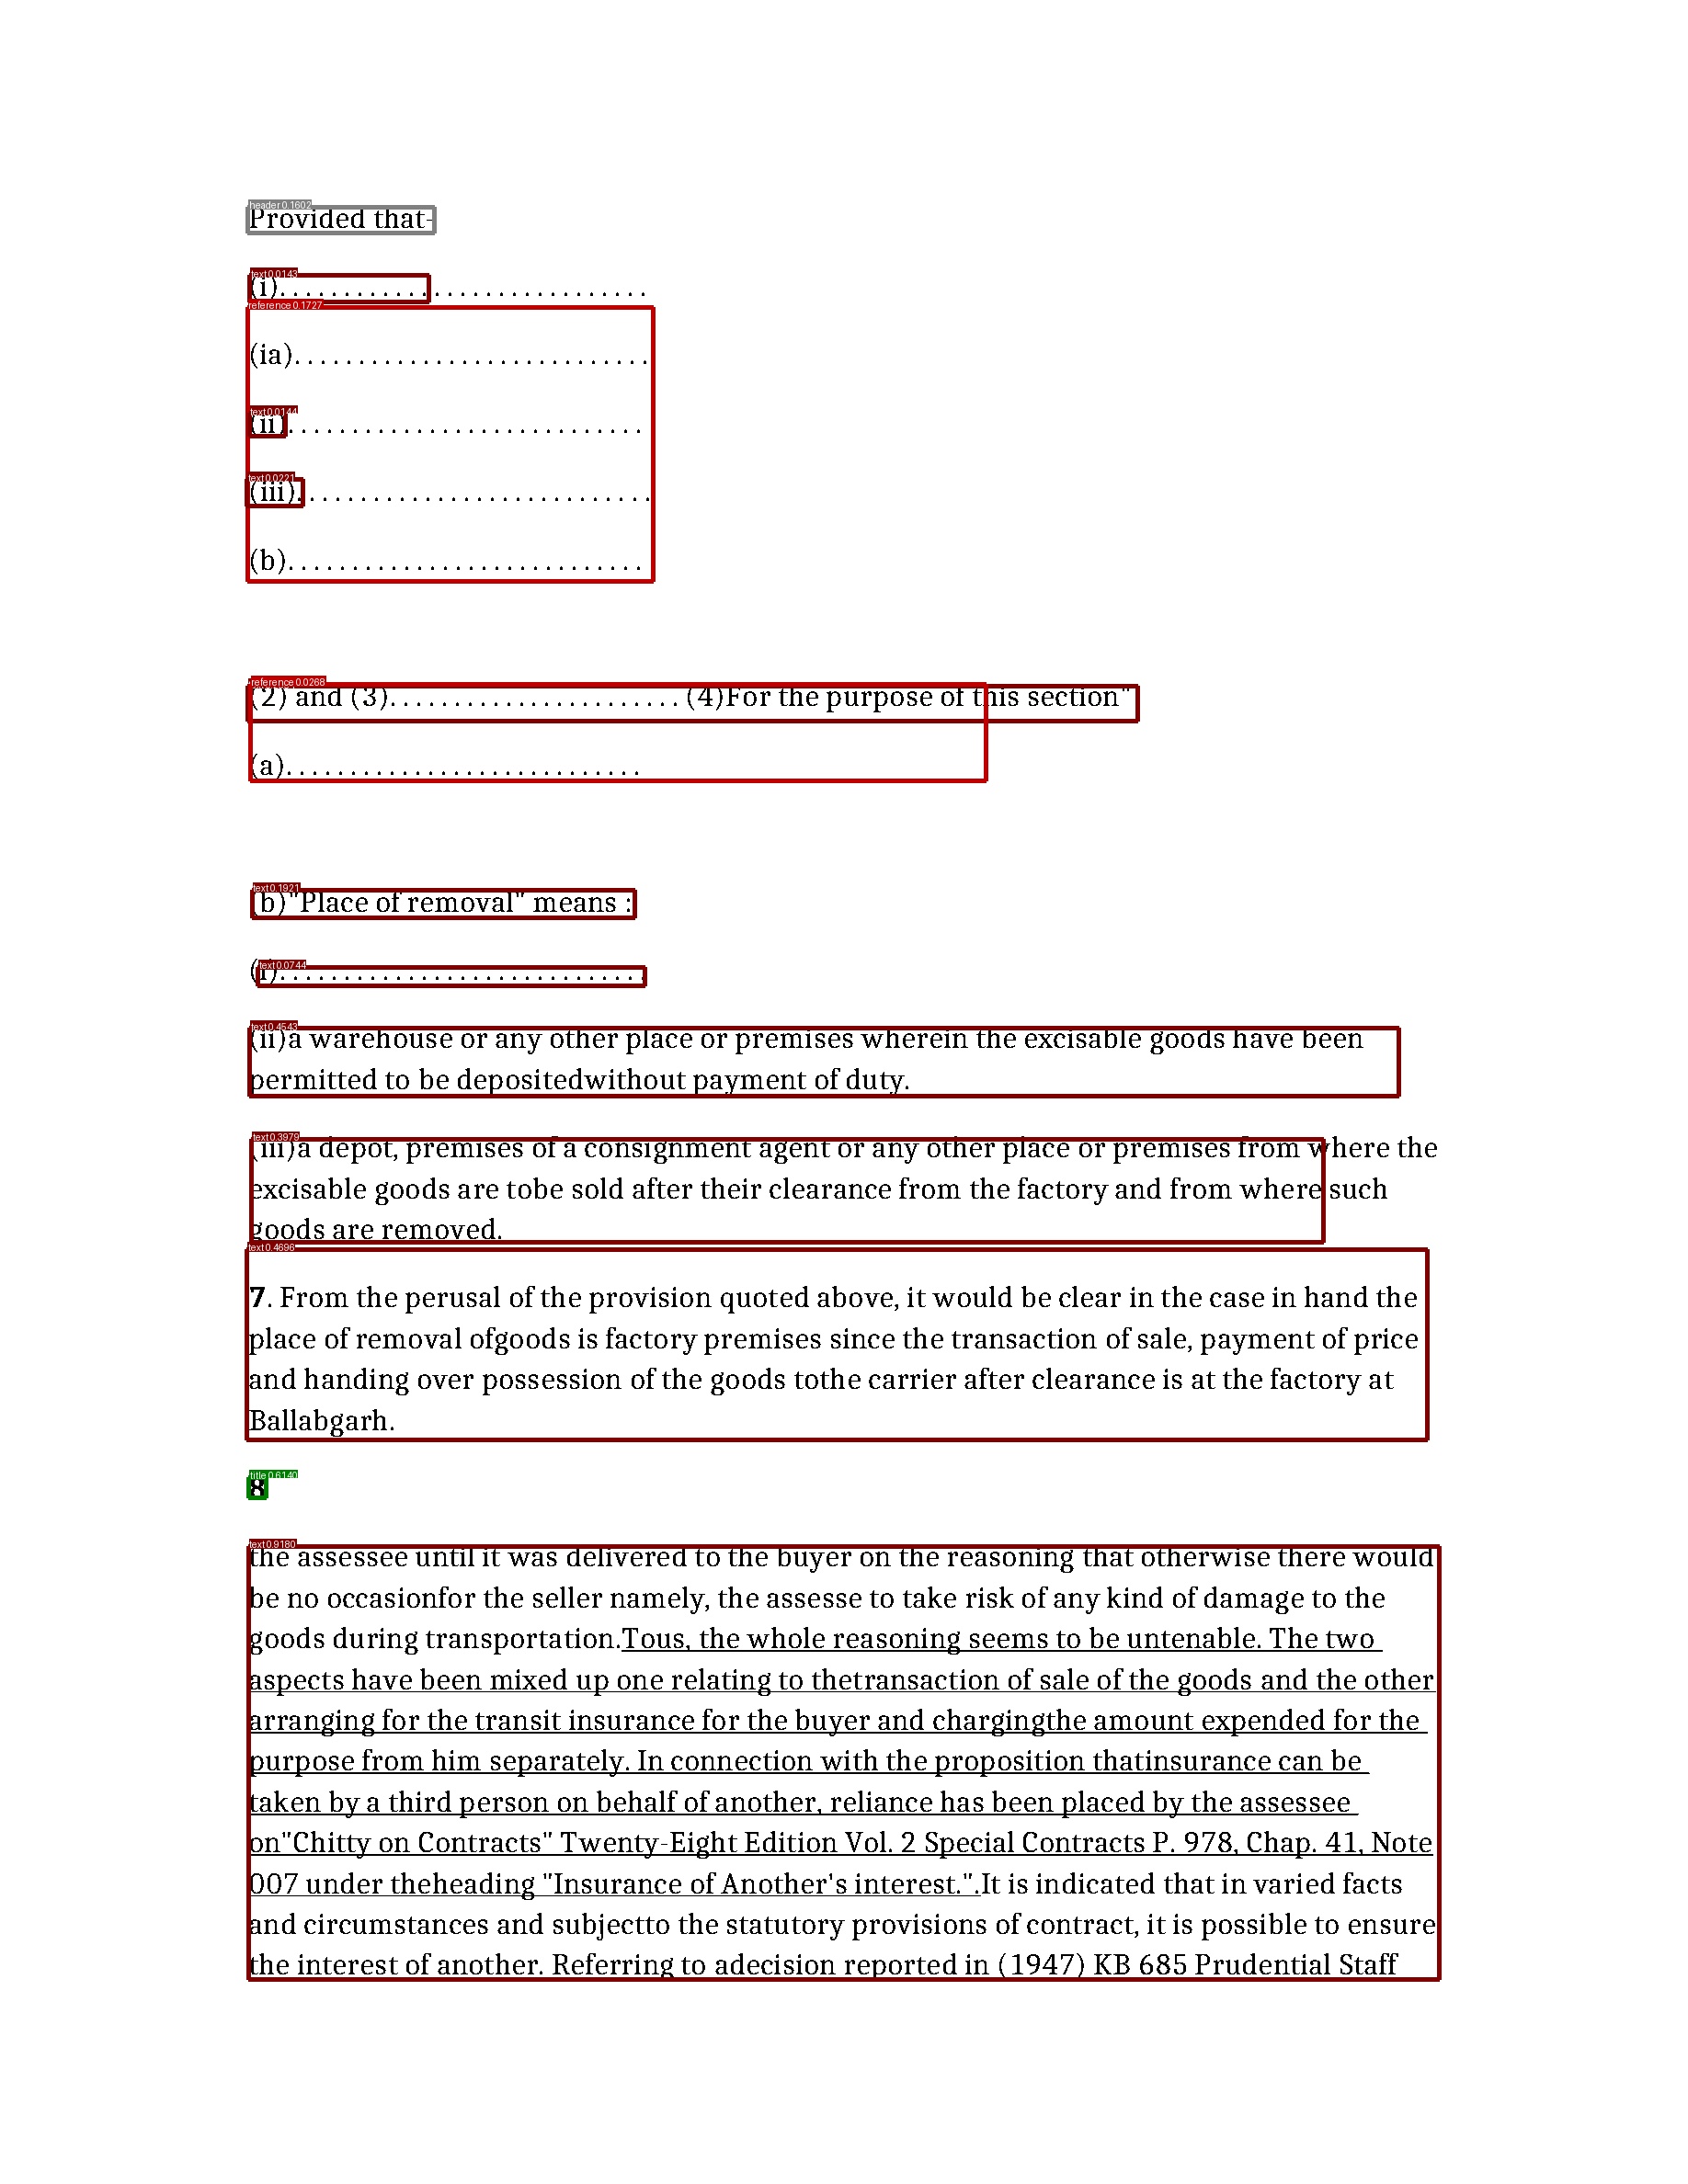 header 0.1602
Provided that-
text 0.0143
(i).............................
reference 0.1727
(ia)............................
text 0.0144
(ii)............................
text 0.0221
(iii)............................
(b)............................
reference 0.0268
(2) and (3)....................... (4)For the purpose of this section"
(a)............................
text 0.1921
(b)"Place of removal" means :
text 0.0744
(i).............................
text 0.4543
(ii)a warehouse or any other place or premises wherein the excisable goods have been
permitted to be depositedwithout payment of duty.
text 0.3979
(iii)a depot, premises of a consignment agent or any other place or premises from where the
excisable goods are tobe sold after their clearance from the factory and from where such
goods are removed.
text 0.4696
7. From the perusal of the provision quoted above, it would be clear in the case in hand the
place of removal ofgoods is factory premises since the transaction of sale, payment of price
and handing over possession of the goods tothe carrier after clearance is at the factory at
Ballabgarh.
title 0.6140
8
text 0.9180
the assessee until it was delivered to the buyer on the reasoning that otherwise there would
be no occasionfor the seller namely, the assesse to take risk of any kind of damage to the
goods during transportation.Tous, the whole reasoning seems to be untenable. The two
aspects have been mixed up one relating to thetransaction of sale of the goods and the other
arranging for the transit insurance for the buyer and chargingthe amount expended for the
purpose from him separately. In connection with the proposition thatinsurance can be
taken by a third person on behalf of another, reliance has been placed by the assessee
on"Chitty on Contracts" Twenty-Eight Edition Vol. 2 Special Contracts P. 978, Chap. 41, Note
007 under theheading "Insurance of Another's interest.".It is indicated that in varied facts
and circumstances and subjectto the statutory provisions of contract, it is possible to ensure
the interest of another. Referring to adecision reported in (1947) KB 685 Prudential Staff